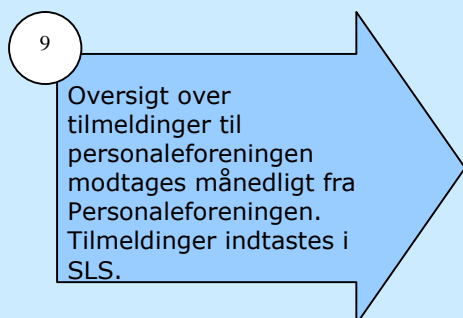 9
Oversigt over
tilmeldinger til
personaleforeningen
modtages månedligt fra
Personaleforeningen.
Tilmeldinger indtastes i
SLS.